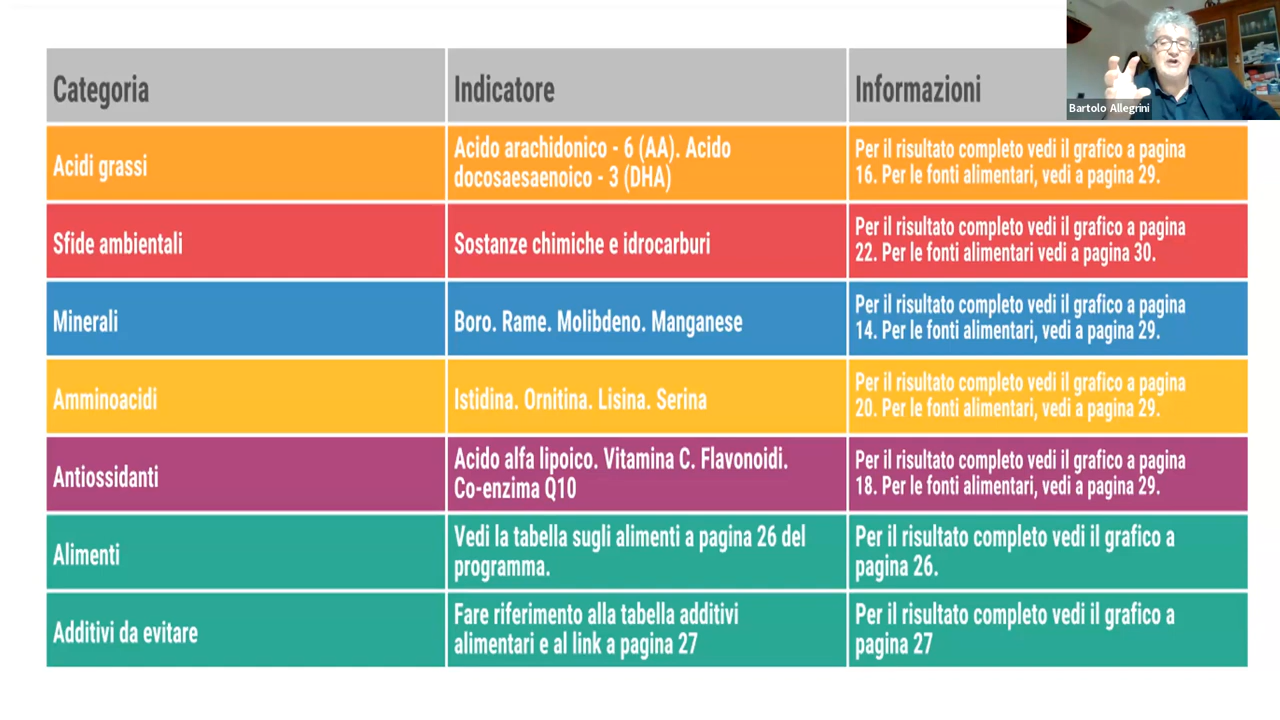 Categoria
Indicatore
Informazioni
Bartolo Allegrini
Acidi grassi
Acido arachidonico - 6 (AA). Acido
docosaesaenoico - 3 (DHA)
Per il risultato completo vedi il grafico a pagina
16. Per le fonti alimentari, vedi a pagina 29.
Sfide ambientali
Sostanze chimiche e idrocarburi
Per il risultato completo vedi il grafico a pagina
22. Per le fonti alimentari vedi a pagina 30.
Minerali
Boro. Rame. Molibdeno. Manganese
Per il risultato completo vedi il grafico a pagina
14. Per le fonti alimentari, vedi a pagina 29.
Amminoacidi
Istidina. Ornitina. Lisina. Serina
Per il risultato completo vedi il grafico a pagina
20. Per le fonti alimentari, vedi a pagina 29.
Antiossidanti
Acido alfa lipoico. Vitamina C. Flavonoidi.
Co-enzima Q10
Per il risultato completo vedi il grafico a pagina
18. Per le fonti alimentari, vedi a pagina 29.
Alimenti
Vedi la tabella sugli alimenti a pagina 26 del
programma.
Per il risultato completo vedi il grafico a
pagina 26.
Additivi da evitare
Fare riferimento alla tabella additivi
alimentari e al link a pagina 27
Per il risultato completo vedi il grafico a
pagina 27